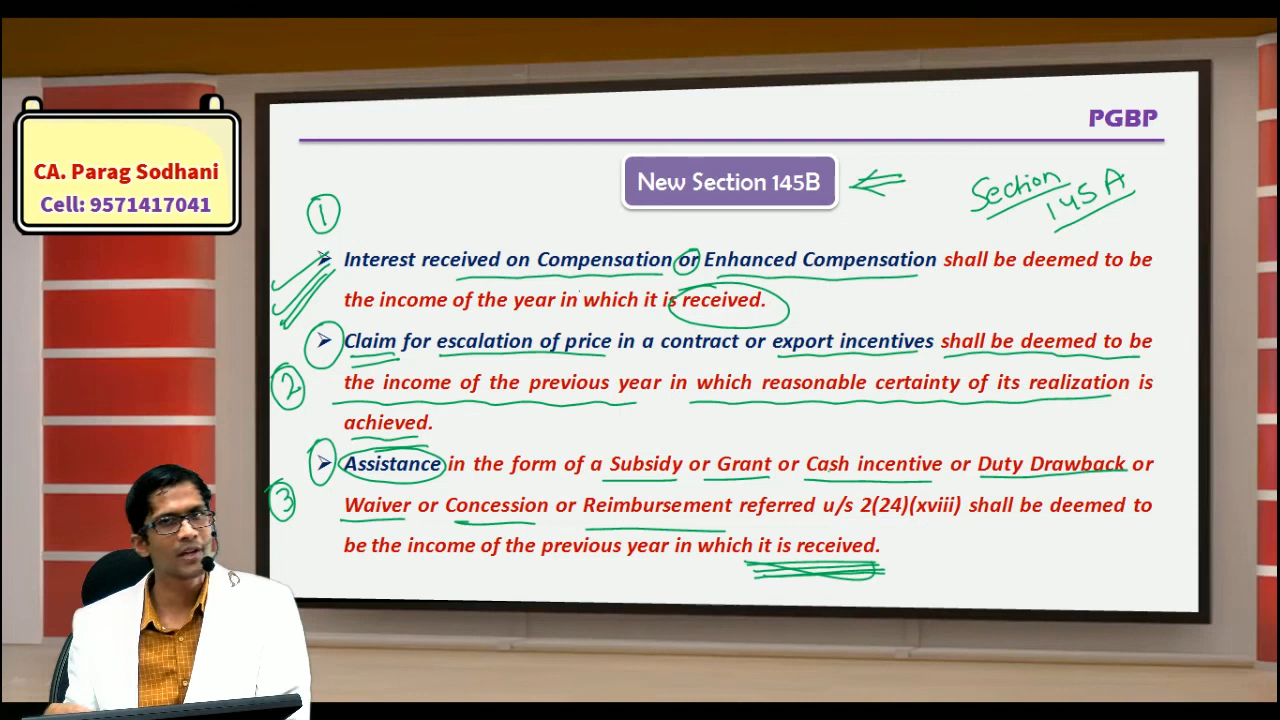 CA. Parag Sodhani
Cell: 9571417041
PGBP
New Section 145B
Section
145 A
1
➢ Interest received on Compensation or Enhanced Compensation shall be deemed to be
the income of the year in which it is received.
➢ Claim for escalation of price in a contract or export incentives shall be deemed to be
2
the income of the previous year in which reasonable certainty of its realization is
achieved.
➢ Assistance in the form of a Subsidy or Grant or Cash incentive or Duty Drawback or
3
Waiver or Concession or Reimbursement referred u/s 2(24)(xviii) shall be deemed to
be the income of the previous year in which it is received.